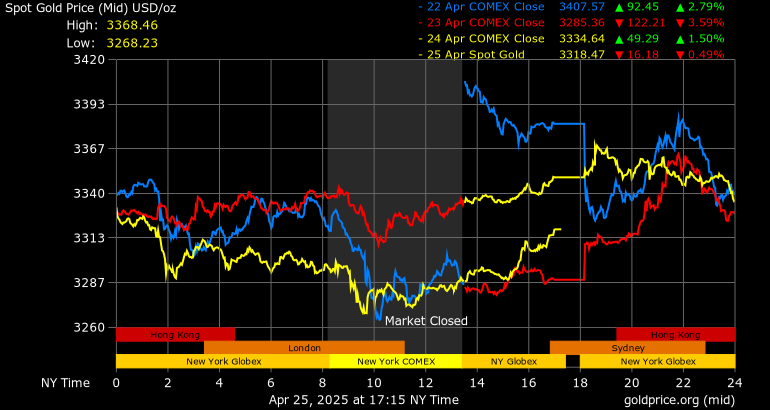 Spot Gold Price (Mid) USD/oz
High: 3368.46
Low: 3268.23
- 22 Apr COMEX Close 3407.57 ▲ 92.45 ▲ 2.79%
- 23 Apr COMEX Close 3285.36 ▲ 122.21 ▲ 3.59%
- 24 Apr COMEX Close 3334.64 ▲ 49.29 ▲ 1.50%
- 25 Apr Spot Gold 3318.47 ▼ 16.18 ▼ 0.49%
3420
3393
3367
3340
3313
3287
3260
Market Closed
Hong Kong Hong Kong
London Sydney
New York Globex New York COMEX NY Globex New York Globex
NY Time 0 2 4 6 8 10 12 14 16 18 20 22 24
Apr 25, 2025 at 17:15 NY Time goldprice.org (mid)